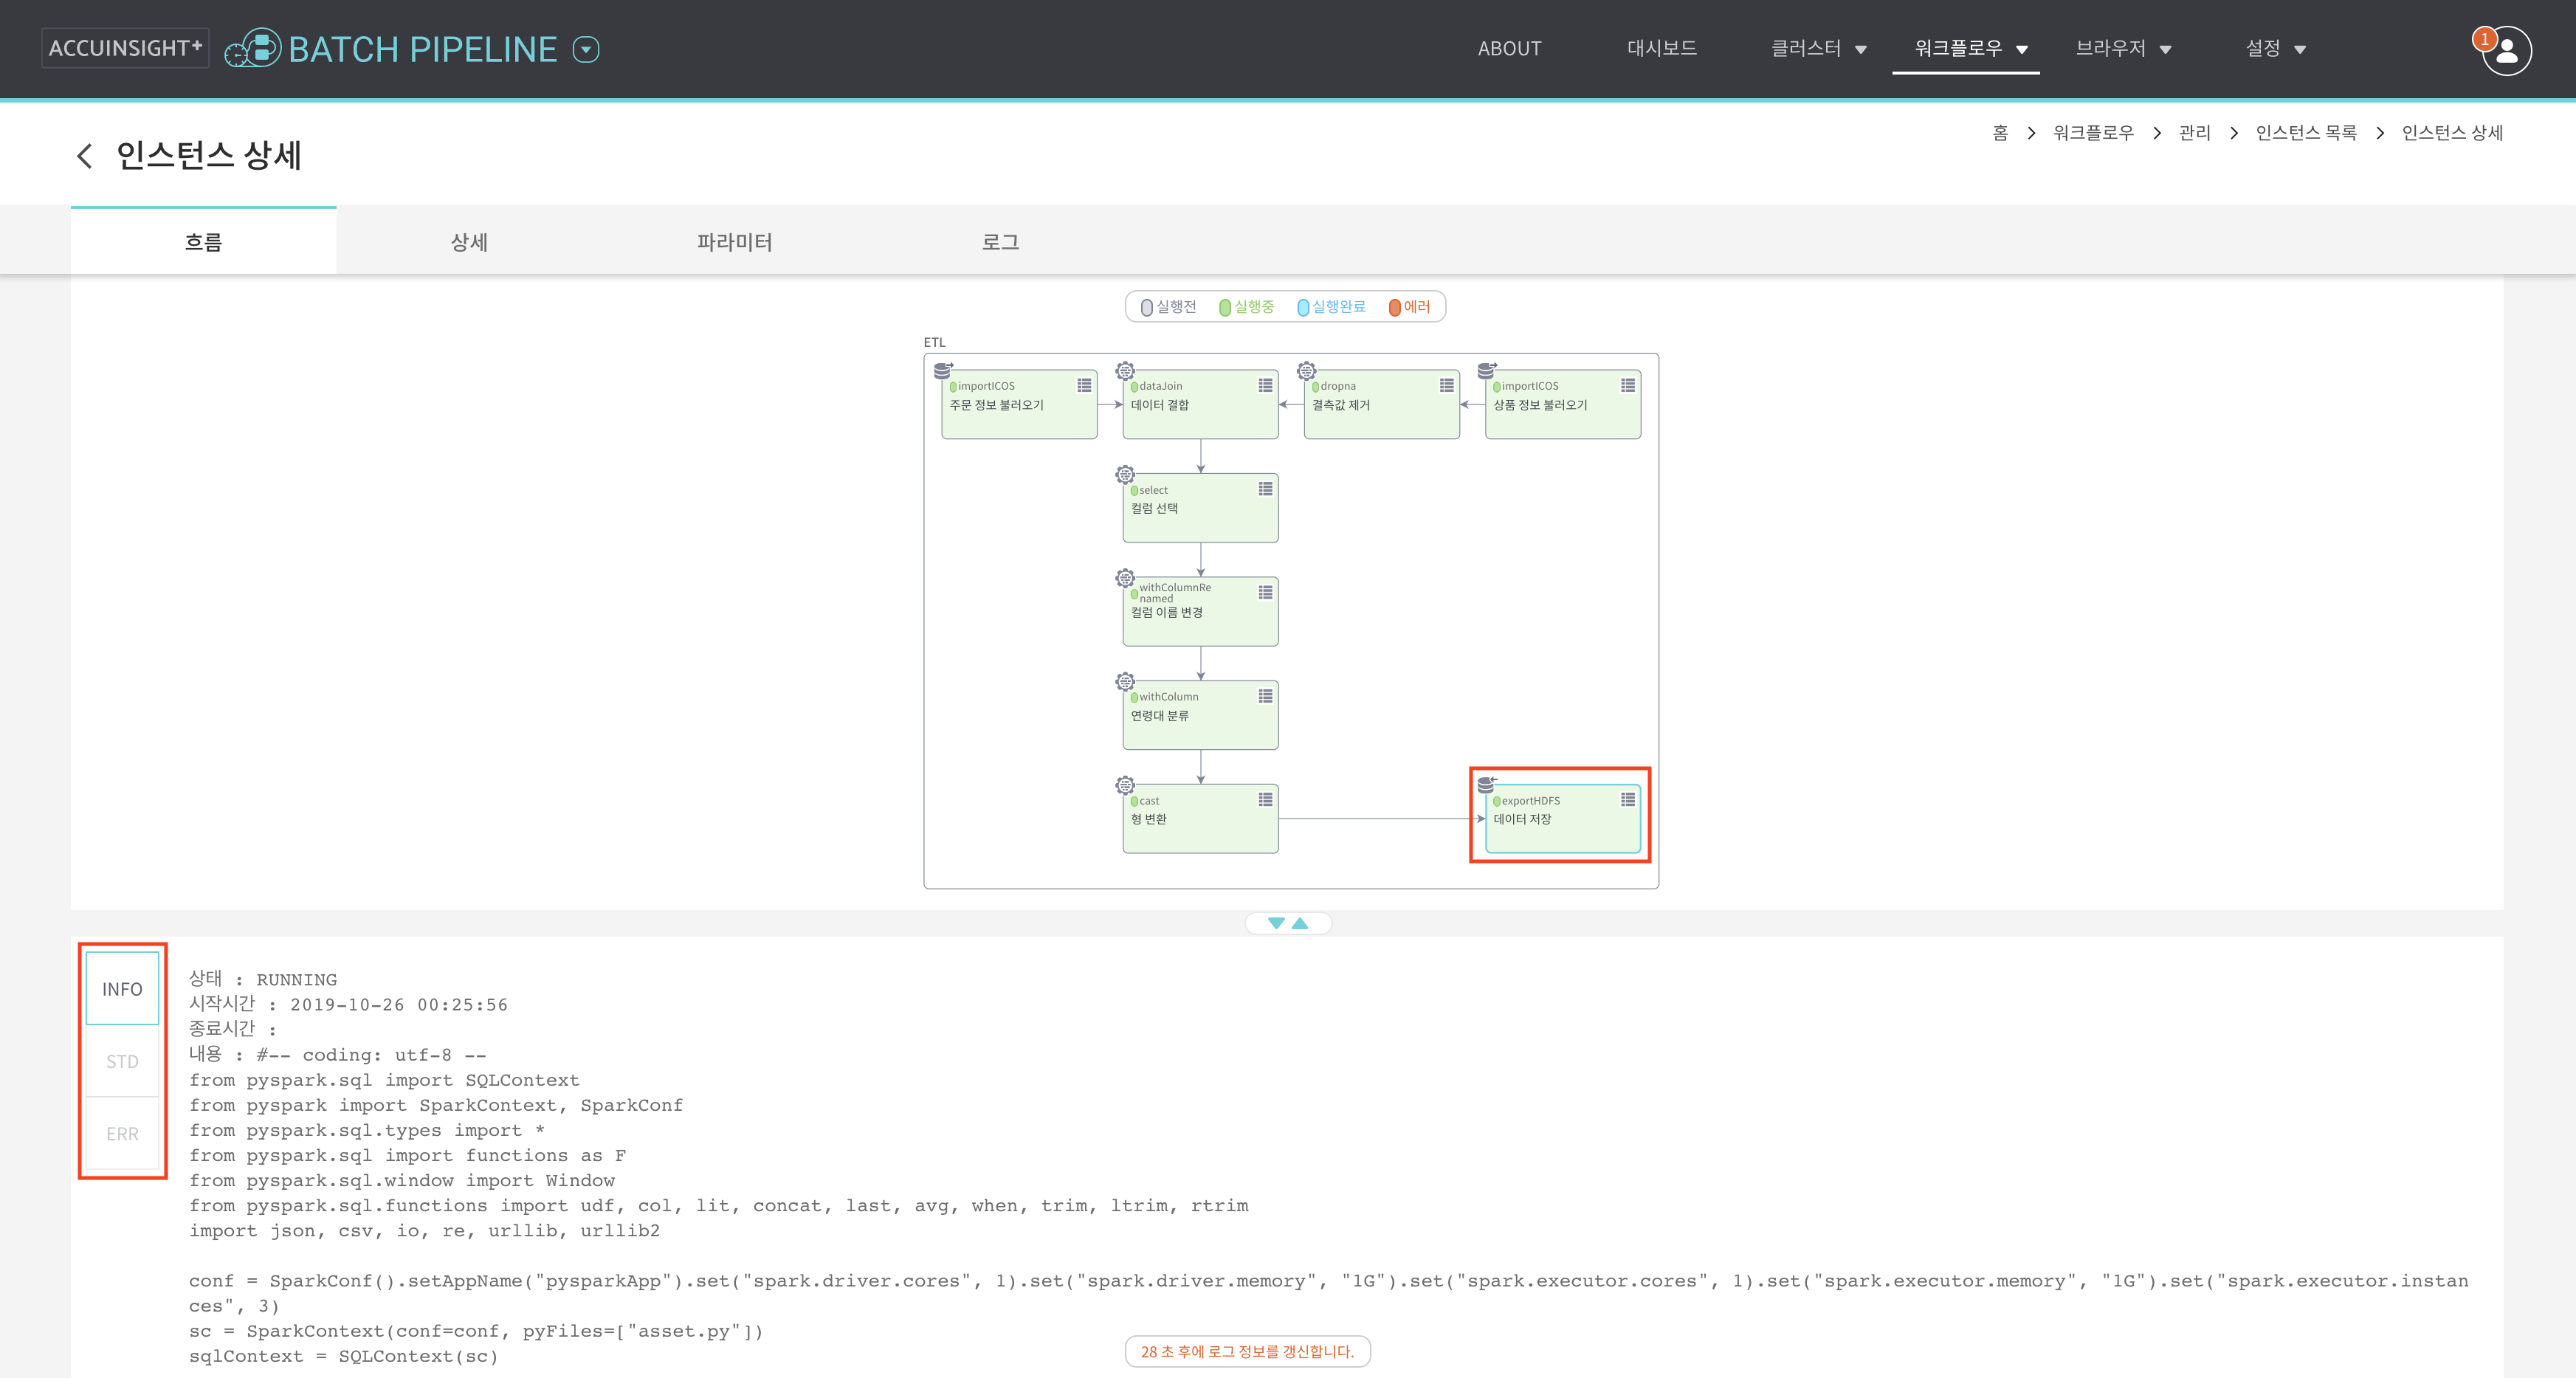 ACCUINSIGHT+ BATCH PIPELINE
ABOUT 대시보드 클러스터 워크플로우 브라우저 설정 1
인스턴스 상세
홈 > 워크플로우 > 관리 > 인스턴스 목록 > 인스턴스 상세
흐름 상세 파라미터 로그
실행전 실행중 실행완료 에러
ETL
importICOS
주문 정보 불러오기
dataJoin
데이터 결합
dropna
결측값 제거
importICOS
상품 정보 불러오기
select
컬럼 선택
withColumnRe
named
컬럼 이름 변경
withColumn
연령대 분류
cast
형 변환
exportHDFS
데이터 저장
INFO
STD
ERR
상태 : RUNNING
시작시간 : 2019-10-26 00:25:56
종료시간 :
내용 : #-- coding: utf-8 --
from pyspark.sql import SQLContext
from pyspark import SparkContext, SparkConf
from pyspark.sql.types import *
from pyspark.sql import functions as F
from pyspark.sql.window import Window
from pyspark.sql.functions import udf, col, lit, concat, last, avg, when, trim, ltrim, rtrim
import json, csv, io, re, urllib, urllib2
conf = SparkConf().setAppName("pysparkApp").set("spark.driver.cores", 1).set("spark.driver.memory", "1G").set("spark.executor.cores", 1).set("spark.executor.memory", "1G").set("spark.executor.instan
ces", 3)
sc = SparkContext(conf=conf, pyFiles=["asset.py"])
sqlContext = SQLContext(sc)
28 초 후에 로그 정보를 갱신합니다.